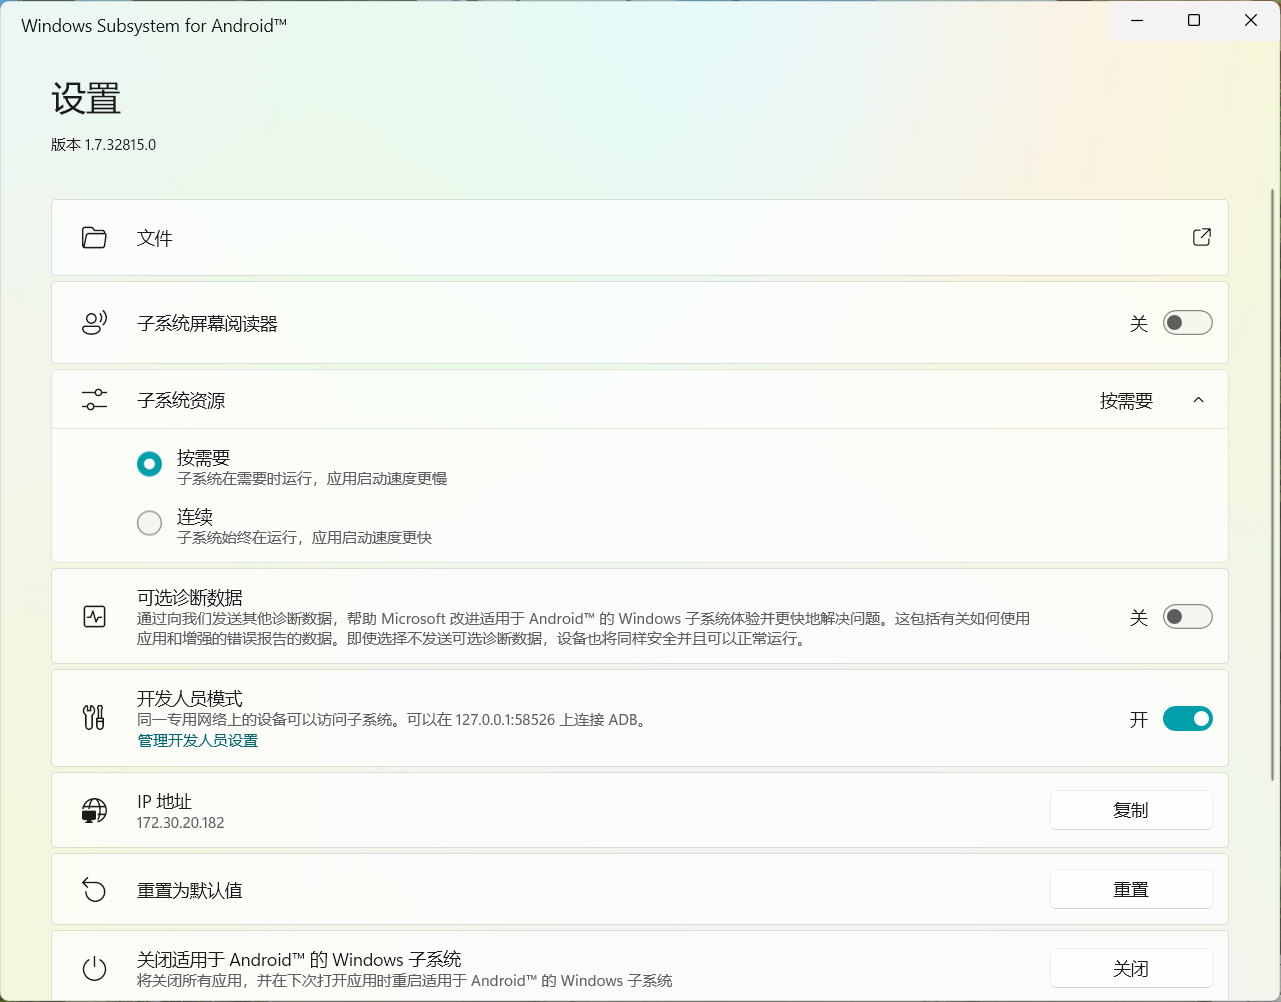 Windows Subsystem for Android™
设置
版本 1.7.32815.0
文件
子系统屏幕阅读器
关
子系统资源
按需要
按需要
子系统在需要时运行，应用启动速度更慢
连续
子系统始终在运行，应用启动速度更快
可选诊断数据
通过向我们发送其他诊断数据，帮助 Microsoft 改进适用于 Android™ 的 Windows 子系统体验并更快地解决问题。这包括有关如何使用
应用和增强的错误报告的数据。即使选择不发送可选诊断数据，设备也将同样安全并且可以正常运行。
关
开发人员模式
同一专用网络上的设备可以访问子系统。可以在 127.0.0.1:58526 上连接 ADB。
管理开发人员设置
开
IP 地址
172.30.20.182
复制
重置为默认值
重置
关闭适用于 Android™ 的 Windows 子系统
将关闭所有应用，并在下次打开应用时重启适用于 Android™ 的 Windows 子系统
关闭